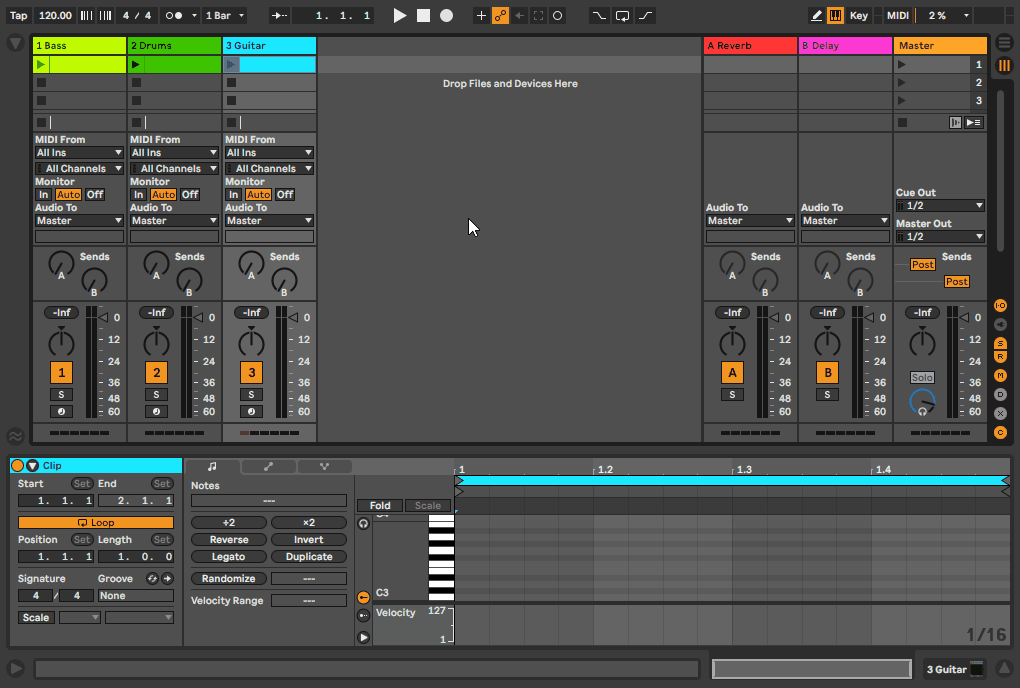 Tap 120.00 4 / 4 1 Bar 1. 1. 1 Key MIDI 2 %
1 Bass 2 Drums 3 Guitar A Reverb B Delay Master
1
Drop Files and Devices Here 2
3
MIDI From MIDI From MIDI From
All Ins All Ins All Ins
All Channels All Channels All Channels
Monitor Monitor Monitor
In Auto Off In Auto Off In Auto Off Cue Out
Audio To Audio To Audio To Audio To Audio To 1/2
Master Master Master Master Master Master Out
1/2
Sends Sends Sends Sends Sends Sends
A A A A A Post
B B B B B Post
-Inf 0 -Inf 0 -Inf 0 -Inf 0 -Inf 0 -Inf 0
12 12 12 12 12 12
24 24 24 24 24 24
1 36 2 36 3 36 A 36 B 36 Solo 36
S 48 S 48 S 48 S 48 S 48 48
60 60 60 60 60 60
I·O
S
R
M
D
X
C
Clip
Start Set End Set
1. 1. 1 2. 1. 1
Loop
Position Set Length Set
1. 1. 1 1. 0. 0
Signature Groove
4 / 4 None
Scale
Notes
---
÷2 ×2
Reverse Invert
Legato Duplicate
Randomize ---
Velocity Range ---
1 1.2 1.3 1.4
Fold Scale
C3
Velocity 127
1
1/16
3 Guitar